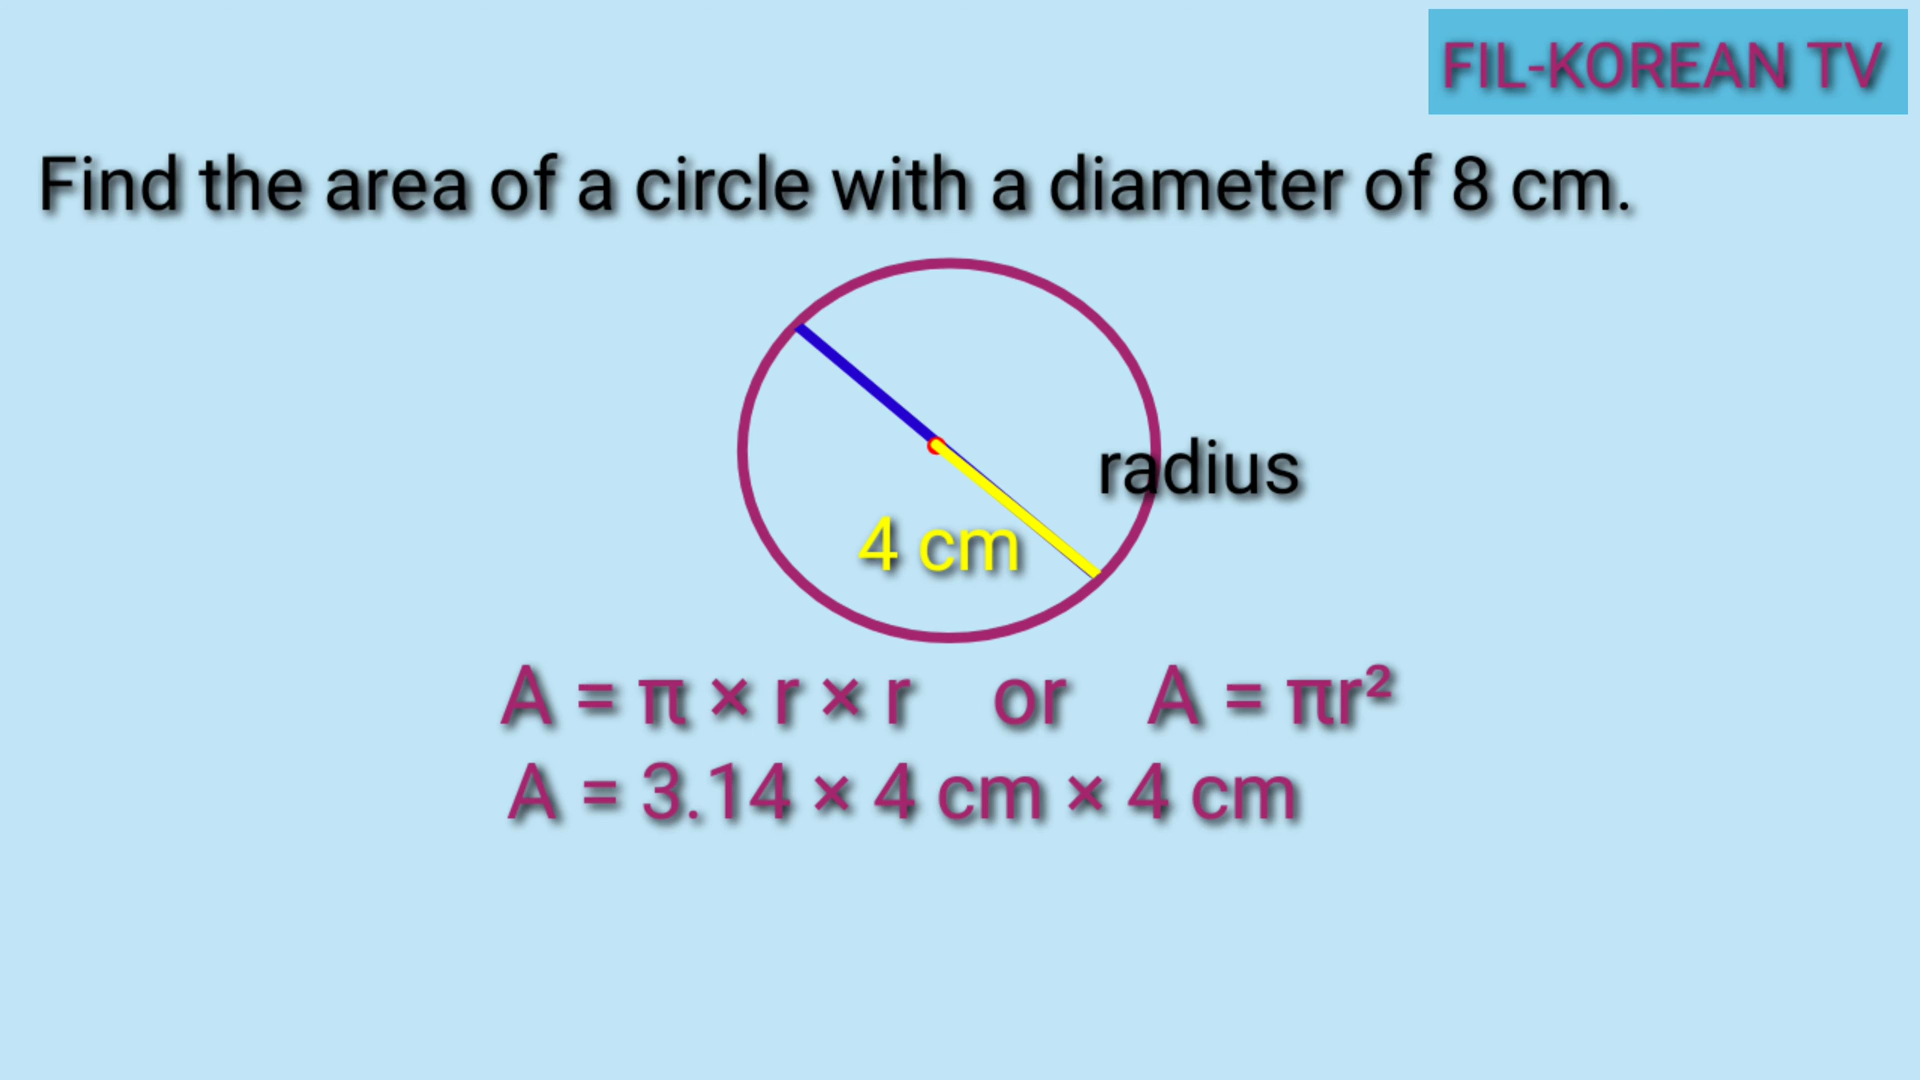 FIL-KOREAN TV
Find the area of a circle with a diameter of 8 cm.
radius
4 cm
A = π × r × r or A = πr²
A = 3.14 × 4 cm × 4 cm